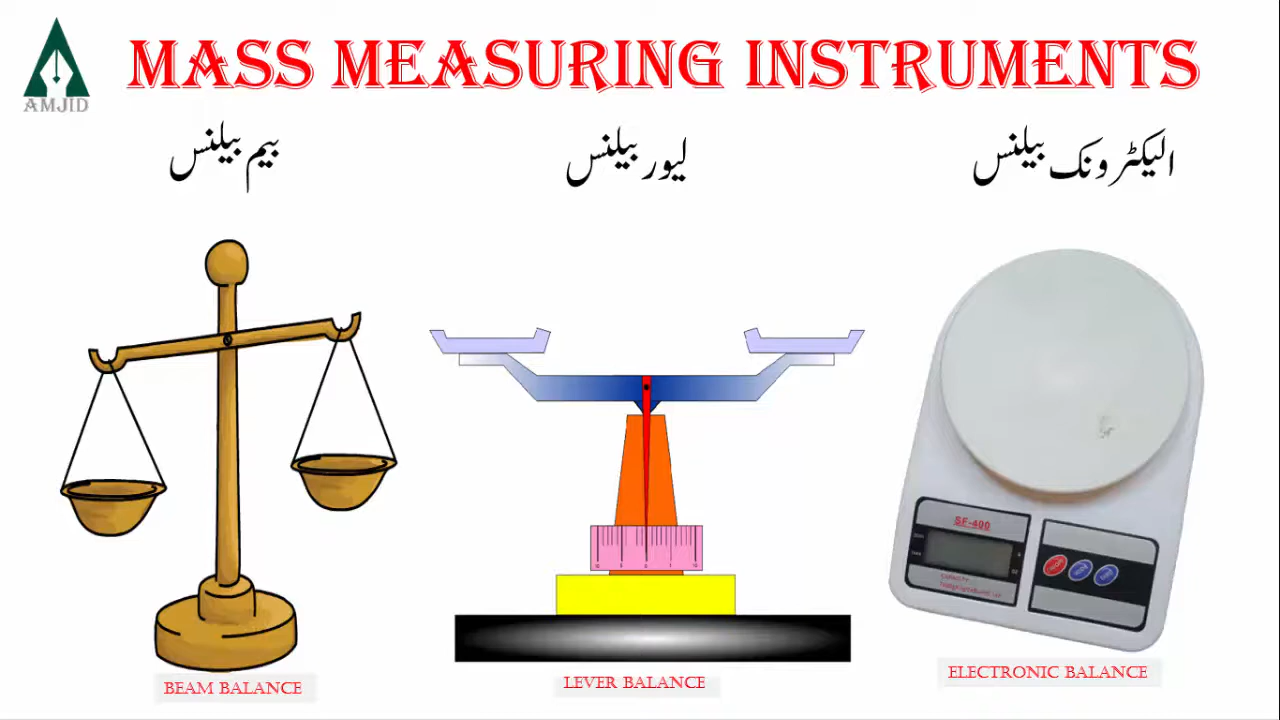 MASS MEASURING INSTRUMENTS
AMJID
بیم بیلنس
لیور بیلنس
الیکٹرونک بیلنس
SF-400
BEAM BALANCE
LEVER BALANCE
ELECTRONIC BALANCE